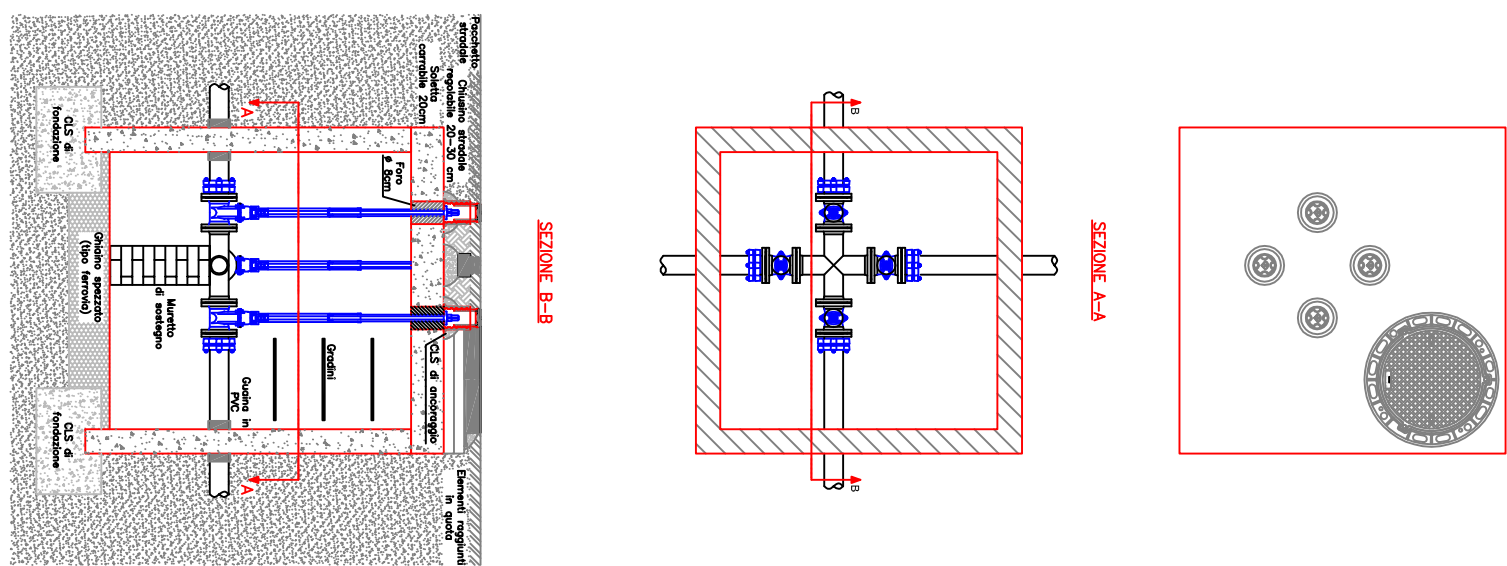 Pacchetto
stradale
Chiusino stradale
regolabile 20-30 cm
Soletta
carrabile 20cm
Foro
ø 8cm
A
CLS di
fondazione
Ghiaino spezzato
(tipo ferrovia)
Muretto
di sostegno
Gradini
Guaina in
PVC
CLS di ancoraggio
Elementi raggiunti
in quota
A
CLS di
fondazione
SEZIONE B-B
B
B
SEZIONE A-A